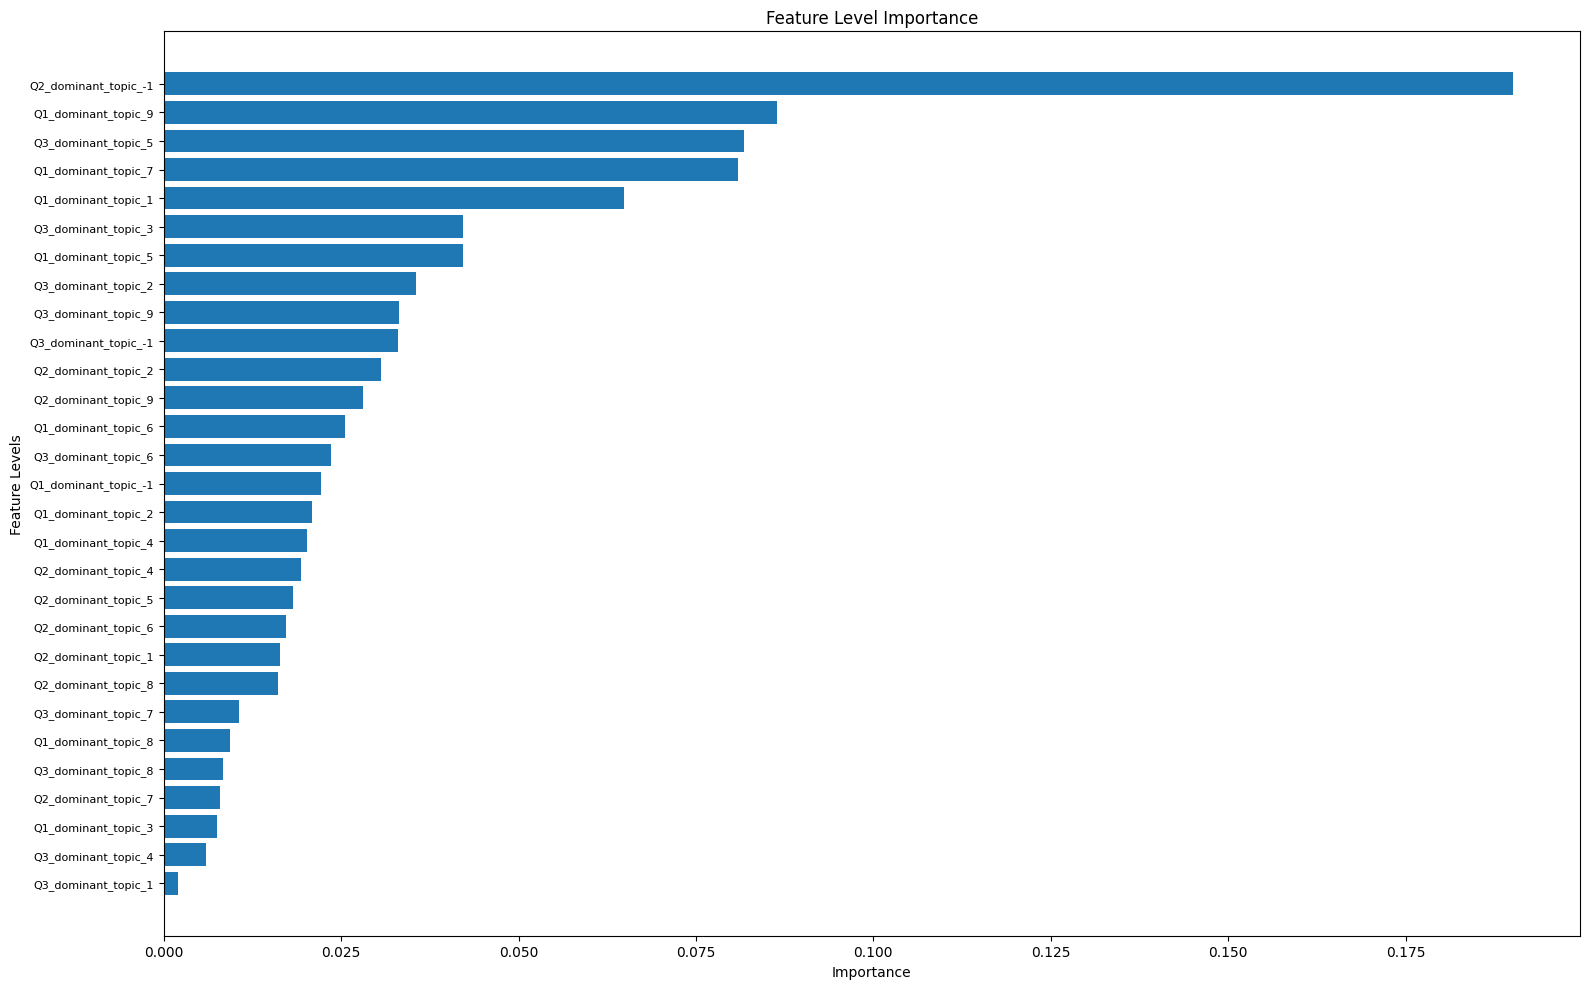 Feature Level Importance
Q2_dominant_topic_-1
Q1_dominant_topic_9
Q3_dominant_topic_5
Q1_dominant_topic_7
Q1_dominant_topic_1
Q3_dominant_topic_3
Q1_dominant_topic_5
Q3_dominant_topic_2
Q3_dominant_topic_9
Q3_dominant_topic_-1
Q2_dominant_topic_2
Q2_dominant_topic_9
Q1_dominant_topic_6
Q3_dominant_topic_6
Q1_dominant_topic_-1
Q1_dominant_topic_2
Q1_dominant_topic_4
Q2_dominant_topic_4
Q2_dominant_topic_5
Q2_dominant_topic_6
Q2_dominant_topic_1
Q2_dominant_topic_8
Q3_dominant_topic_7
Q1_dominant_topic_8
Q3_dominant_topic_8
Q2_dominant_topic_7
Q1_dominant_topic_3
Q3_dominant_topic_4
Q3_dominant_topic_1
Feature Levels
0.000 0.025 0.050 0.075 0.100 0.125 0.150 0.175
Importance